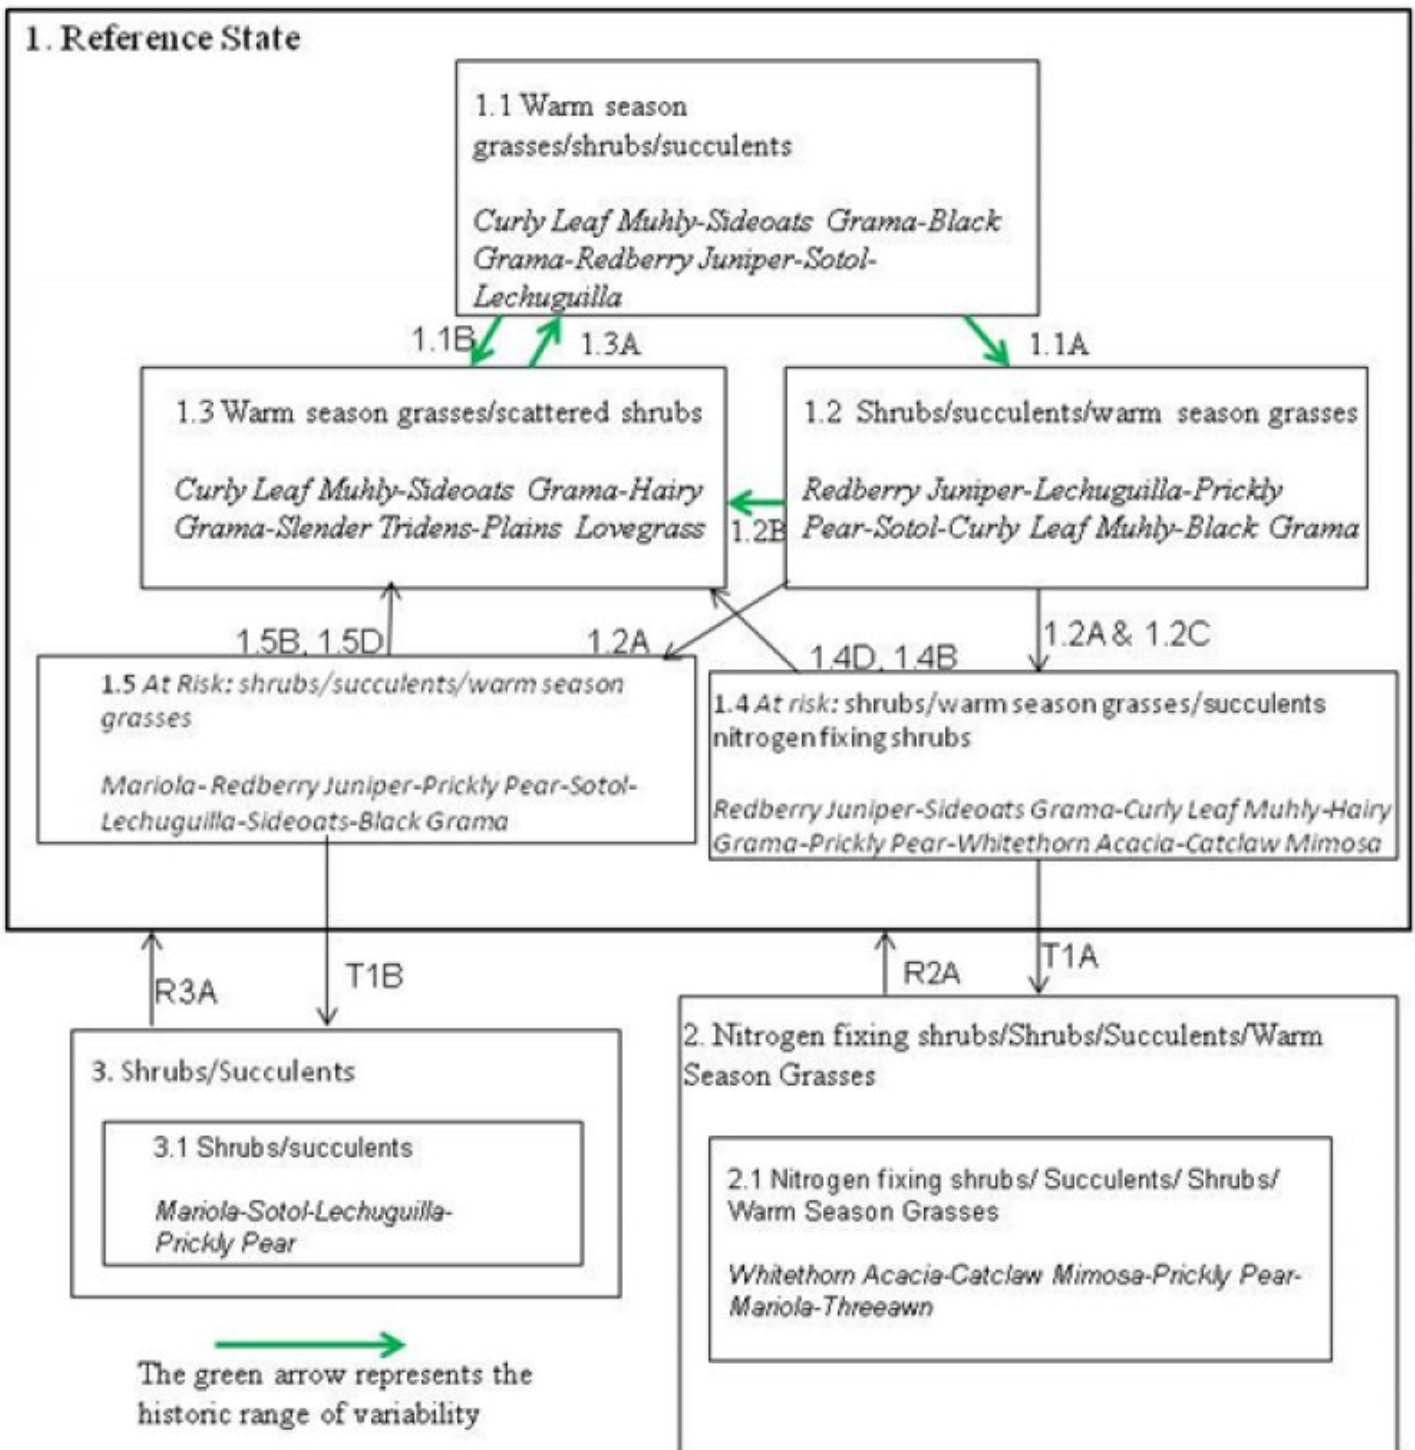 1. Reference State
1.1 Warm season
grasses/shrubs/succulents
Curly Leaf Muhly-Sideoats Grama-Black
Grama-Redberry Juniper-Sotol-
Lechuguilla
1.1B
1.3A
1.1A
1.3 Warm season grasses/scattered shrubs
Curly Leaf Muhly-Sideoats Grama-Hairy
Grama-Slender Tridens-Plains Lovegrass
1.2 Shrubs/succulents/warm season grasses
Redberry Juniper-Lechuguilla-Prickly
Pear-Sotol-Curly Leaf Muhly-Black Grama
1.2B
1.5B, 1.5D
1.2A
1.4D, 1.4B
1.2A & 1.2C
1.5 At Risk: shrubs/succulents/warm season
grasses
Mariola-Redberry Juniper-Prickly Pear-Sotol-
Lechuguilla-Sideoats-Black Grama
1.4 At risk: shrubs/warm season grasses/succulents
nitrogen fixing shrubs
Redberry Juniper-Sideoats Grama-Curly Leaf Muhly-Hairy
Grama-Prickly Pear-Whitethorn Acacia-Catclaw Mimosa
R3A
T1B
R2A
T1A
3. Shrubs/Succulents
3.1 Shrubs/succulents
Mariola-Sotol-Lechuguilla-
Prickly Pear
2. Nitrogen fixing shrubs/Shrubs/Succulents/Warm
Season Grasses
2.1 Nitrogen fixing shrubs/ Succulents/ Shrubs/
Warm Season Grasses
Whitethorn Acacia-Catclaw Mimosa-Prickly Pear-
Mariola-Threeawn
The green arrow represents the
historic range of variability